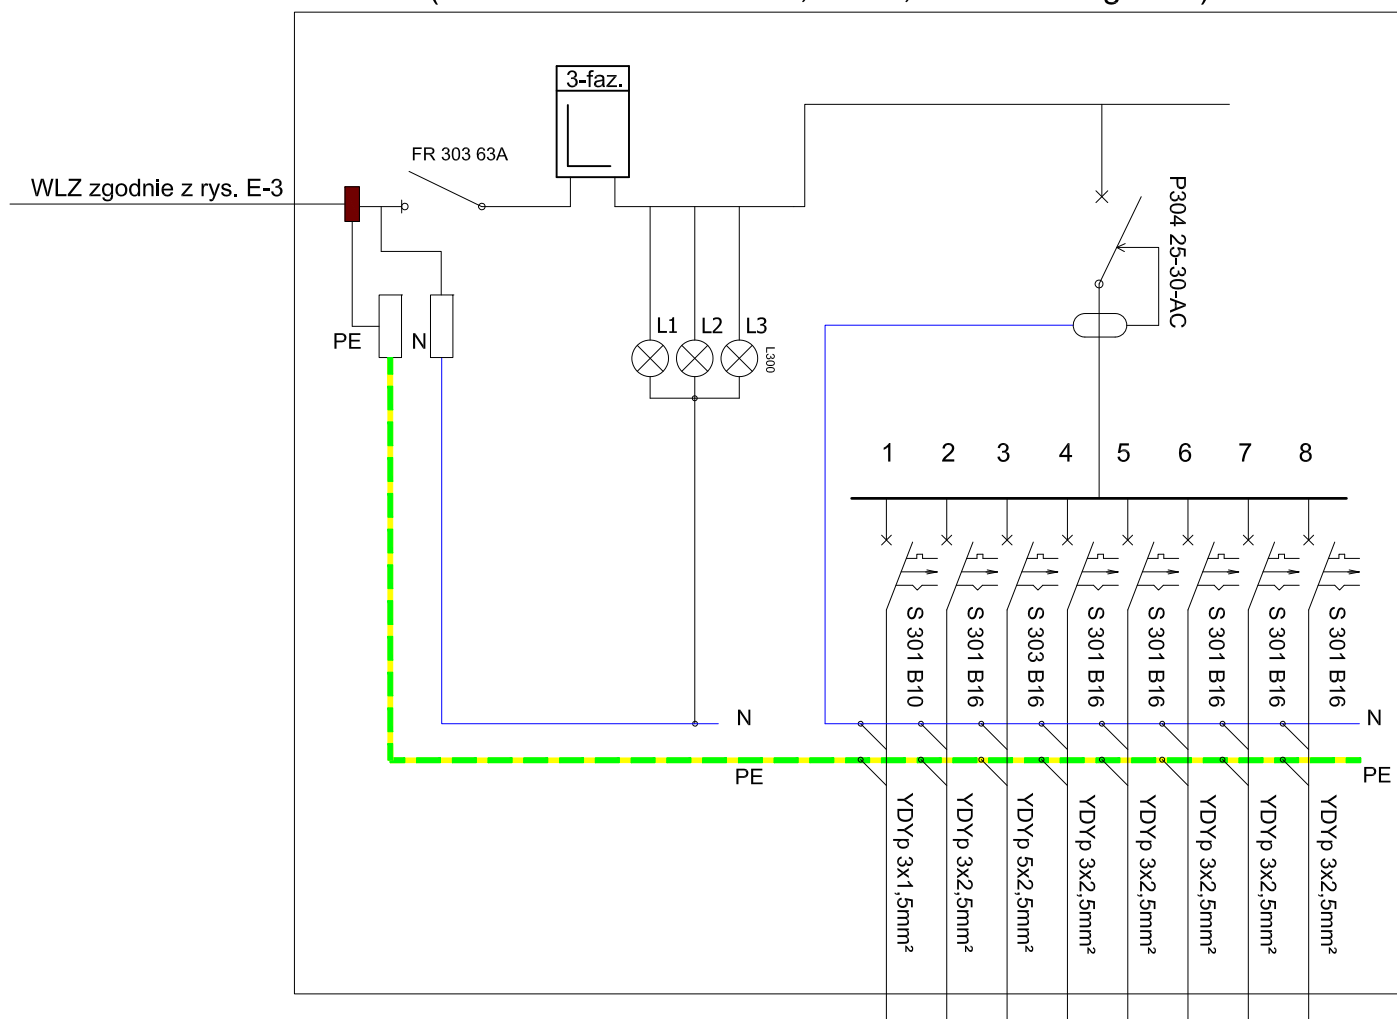 3-faz.
FR 303 63A
WLZ zgodnie z rys. E-3
P304 25-30-AC
L1 L2 L3
L300
PE N
1 2 3 4 5 6 7 8
S 301 B10
S 301 B16
S 303 B16
S 301 B16
S 301 B16
S 301 B16
S 301 B16
S 301 B16
N
N
PE
PE
YDYp 3x1,5mm²
YDYp 3x2,5mm²
YDYp 5x2,5mm²
YDYp 3x2,5mm²
YDYp 3x2,5mm²
YDYp 3x2,5mm²
YDYp 3x2,5mm²
YDYp 3x2,5mm²